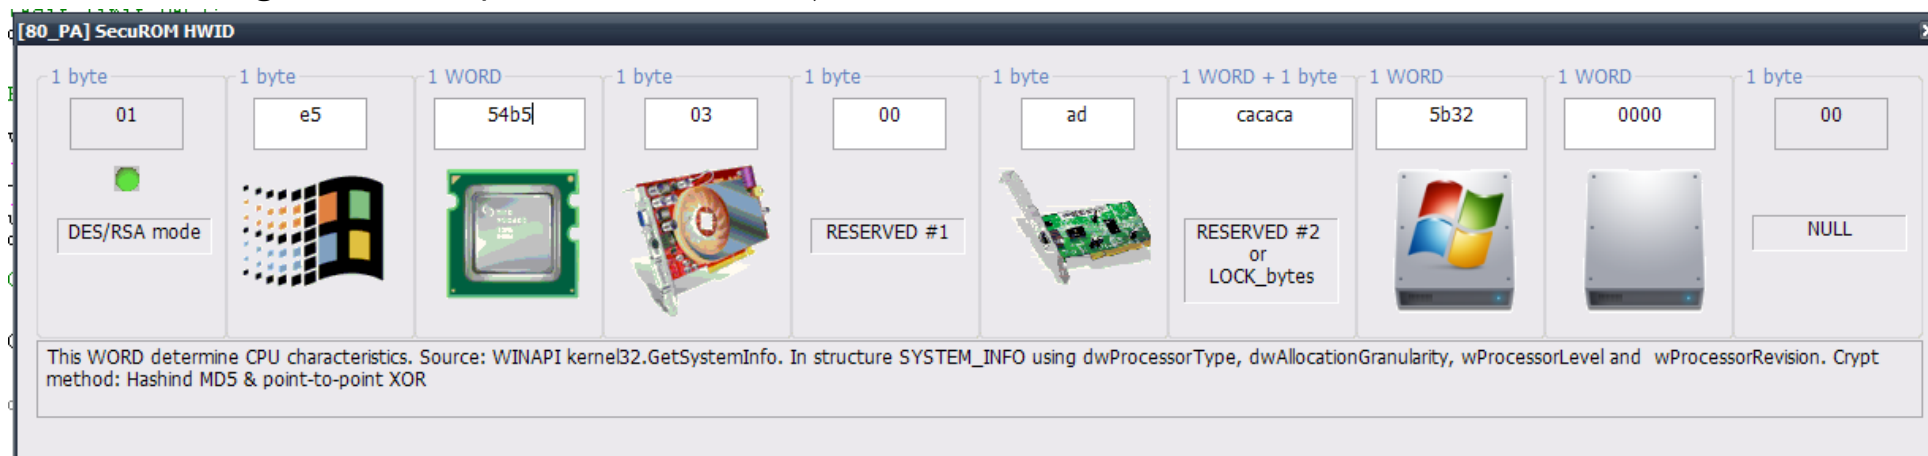 [80_PA] SecuROM HWID
1 byte 1 byte 1 WORD 1 byte 1 byte 1 byte 1 WORD + 1 byte 1 WORD 1 WORD 1 byte
01 e5 54b5 03 00 ad cacaca 5b32 0000 00
DES/RSA mode RESERVED #1 RESERVED #2 NULL
or
LOCK_bytes
This WORD determine CPU characteristics. Source: WINAPI kernel32.GetSystemInfo. In structure SYSTEM_INFO using dwProcessorType, dwAllocationGranularity, wProcessorLevel and wProcessorRevision. Crypt
method: Hashind MD5 & point-to-point XOR